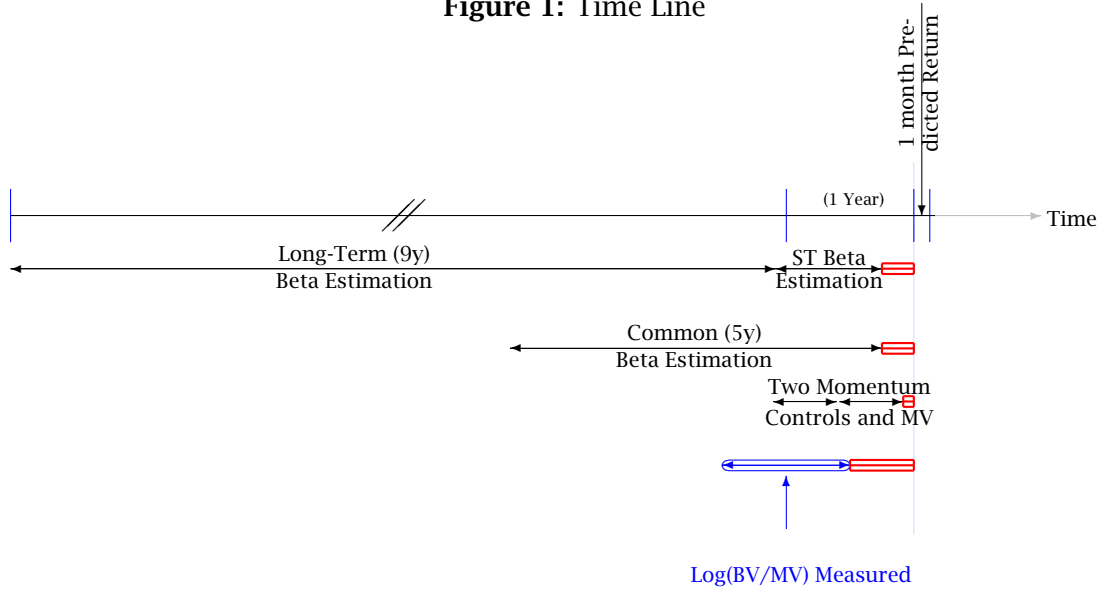 Figure 1: Time Line
1 month Pre-
dicted Return
(1 Year)
Time
Long-Term (9y)
Beta Estimation
ST Beta
Estimation
Common (5y)
Beta Estimation
Two Momentum
Controls and MV
Log(BV/MV) Measured